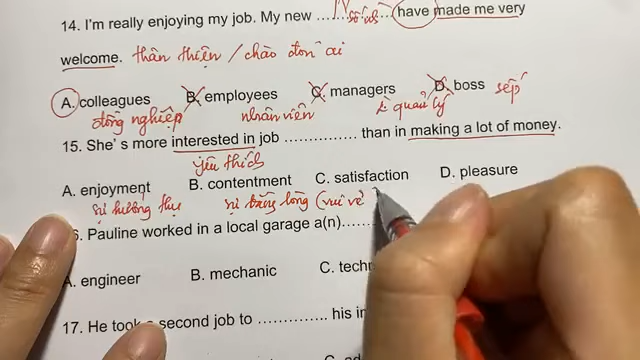 14. I'm really enjoying my job. My new ............ have made me very
số nh
welcome. thân thiện / chào đón ai
A. colleagues B. employees C. managers D. boss sếp
đồng nghiệp nhân viên quản lý
15. She's more interested in job ................ than in making a lot of money.
yêu thích
A. enjoyment B. contentment C. satisfaction D. pleasure
sự hưởng thụ sự bằng lòng (vui vẻ
6. Pauline worked in a local garage a(n)......
A. engineer B. mechanic C. techn
17. He took second job to .............. his in